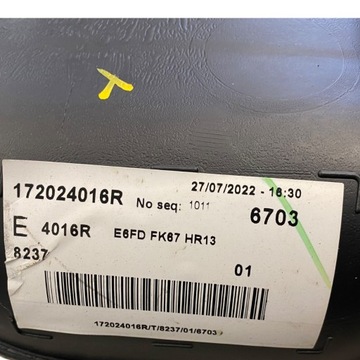 27/07/2022 - 16:30
172024016R No seq: 1011 6703
E 4016R E6FD FK67 HR13
8237 01
172024016R/T/8237/01/6703